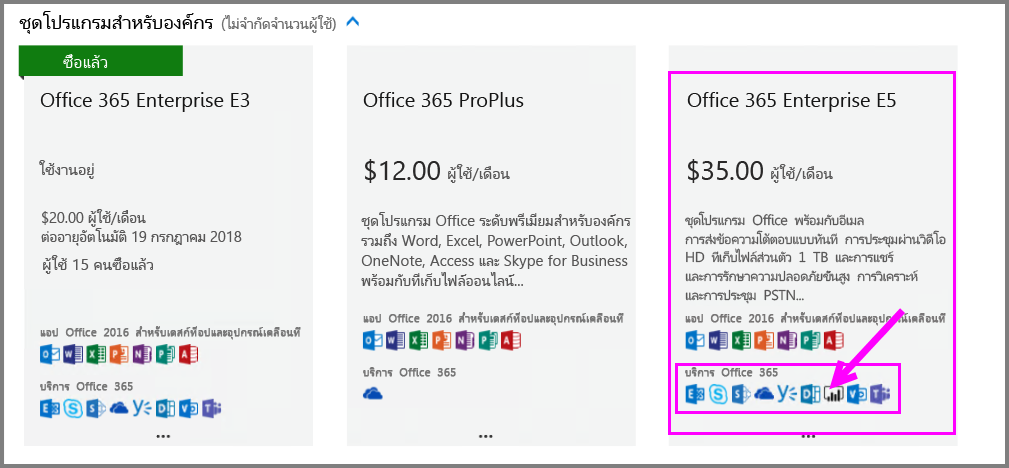 ชุดโปรแกรมสำหรับองค์กร (ไม่จำกัดจำนวนผู้ใช้)
ซื้อแล้ว
Office 365 Enterprise E3
ใช้งานอยู่
$20.00 ผู้ใช้/เดือน
ต่ออายุอัตโนมัติ 19 กรกฎาคม 2018
ผู้ใช้ 15 คนซื้อแล้ว
แอป Office 2016 สำหรับเดสก์ท็อปและอุปกรณ์เคลื่อนที่
บริการ Office 365
...
Office 365 ProPlus
$12.00 ผู้ใช้/เดือน
ชุดโปรแกรม Office ระดับพรีเมียมสำหรับองค์กร
รวมถึง Word, Excel, PowerPoint, Outlook,
OneNote, Access และ Skype for Business
พร้อมกับที่เก็บไฟล์ออนไลน์...
แอป Office 2016 สำหรับเดสก์ท็อปและอุปกรณ์เคลื่อนที่
บริการ Office 365
...
Office 365 Enterprise E5
$35.00 ผู้ใช้/เดือน
ชุดโปรแกรม Office พร้อมกับอีเมล
การส่งข้อความโต้ตอบแบบทันที การประชุมผ่านวิดีโอ
HD ที่เก็บไฟล์ส่วนตัว 1 TB และการแชร์
และการรักษาความปลอดภัยขั้นสูง การวิเคราะห์
และการประชุม PSTN...
แอป Office 2016 สำหรับเดสก์ท็อปและอุปกรณ์เคลื่อนที่
บริการ Office 365
...